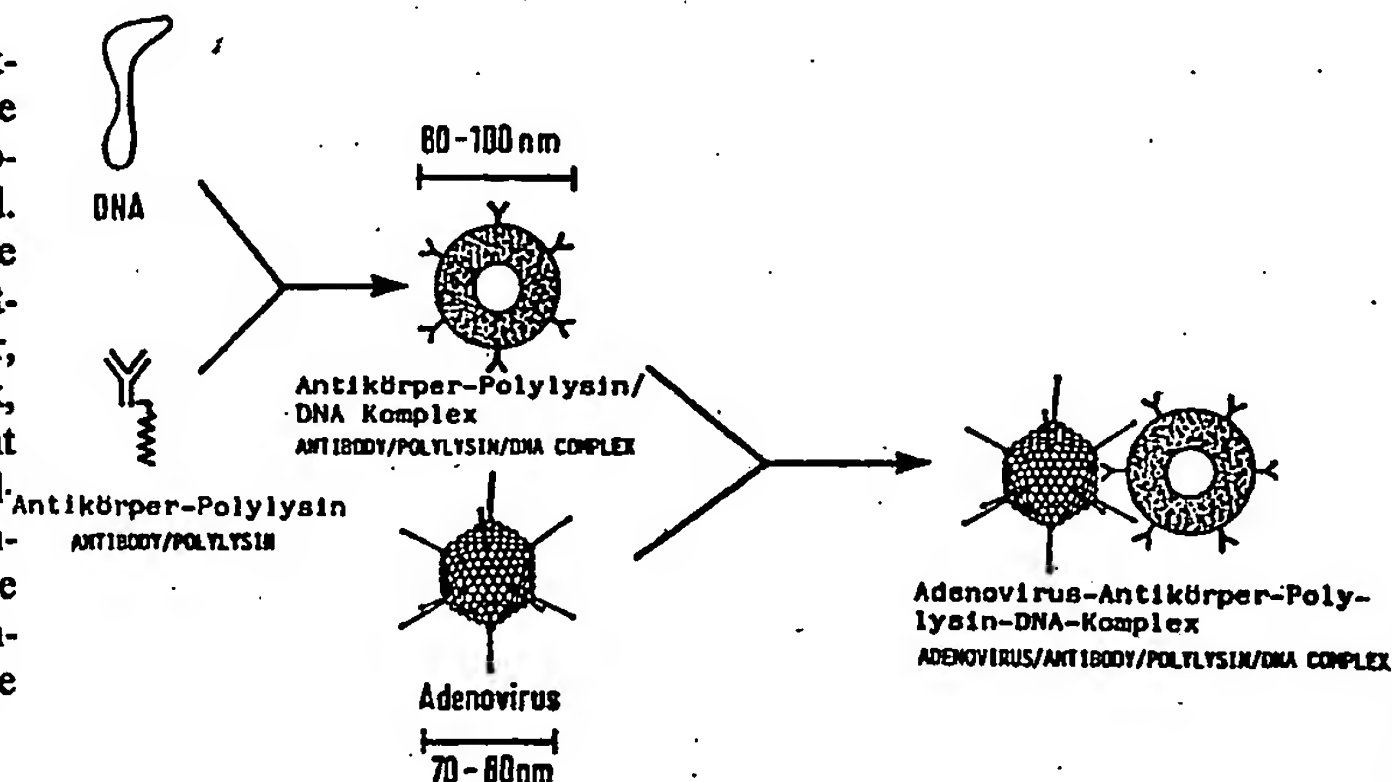 DNA
80-100 nm
Antikörper-Polylysin/
DNA Komplex
ANTIBODY/POLYLYSIN/DNA COMPLEX
Antikörper-Polylysin
ANTIBODY/POLYLYSIN
Adenovirus
70-80nm
Adenovirus-Antikörper-Poly-
lysin-DNA-Komplex
ADENOVIRUS/ANTIBODY/POLYLYSIN/DNA COMPLEX